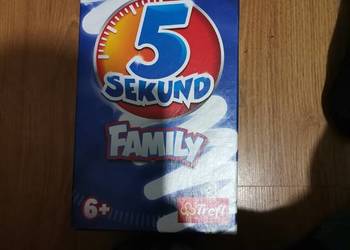 5
SEKUND
FAMILY
6+
Trefl